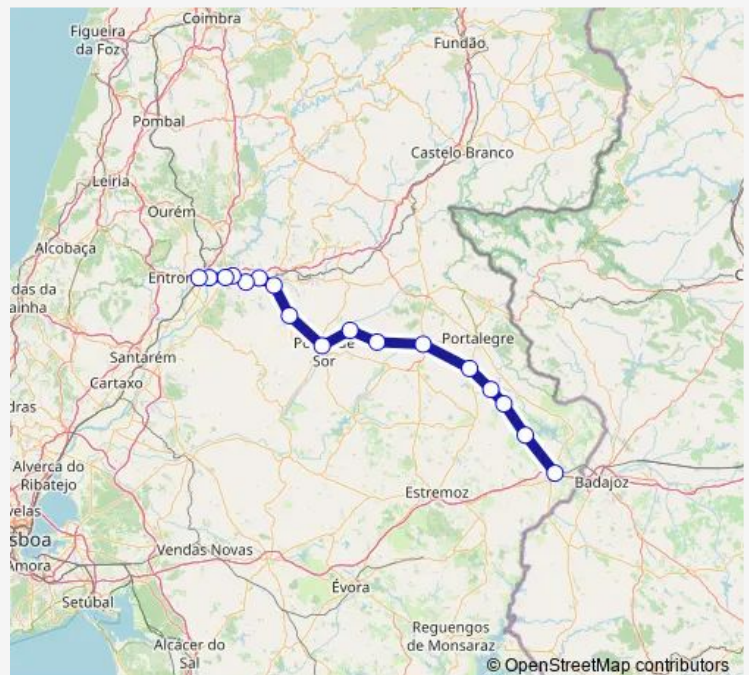 Coimbra
Figueira
da Foz
Fundão
Pombal
Castelo Branco
Leiria
Ourém
Alcobaça
Entron
das da
ainha
Portalegre
Santarém
Sor
Cartaxo
dras
Alverca do
Ribatejo
Badajoz
Estremoz
velas
sboa
Vendas Novas
Amora
Évora
Setúbal
Reguengos
de Monsaraz
Alcácer do
Sal
© OpenStreetMap contributors